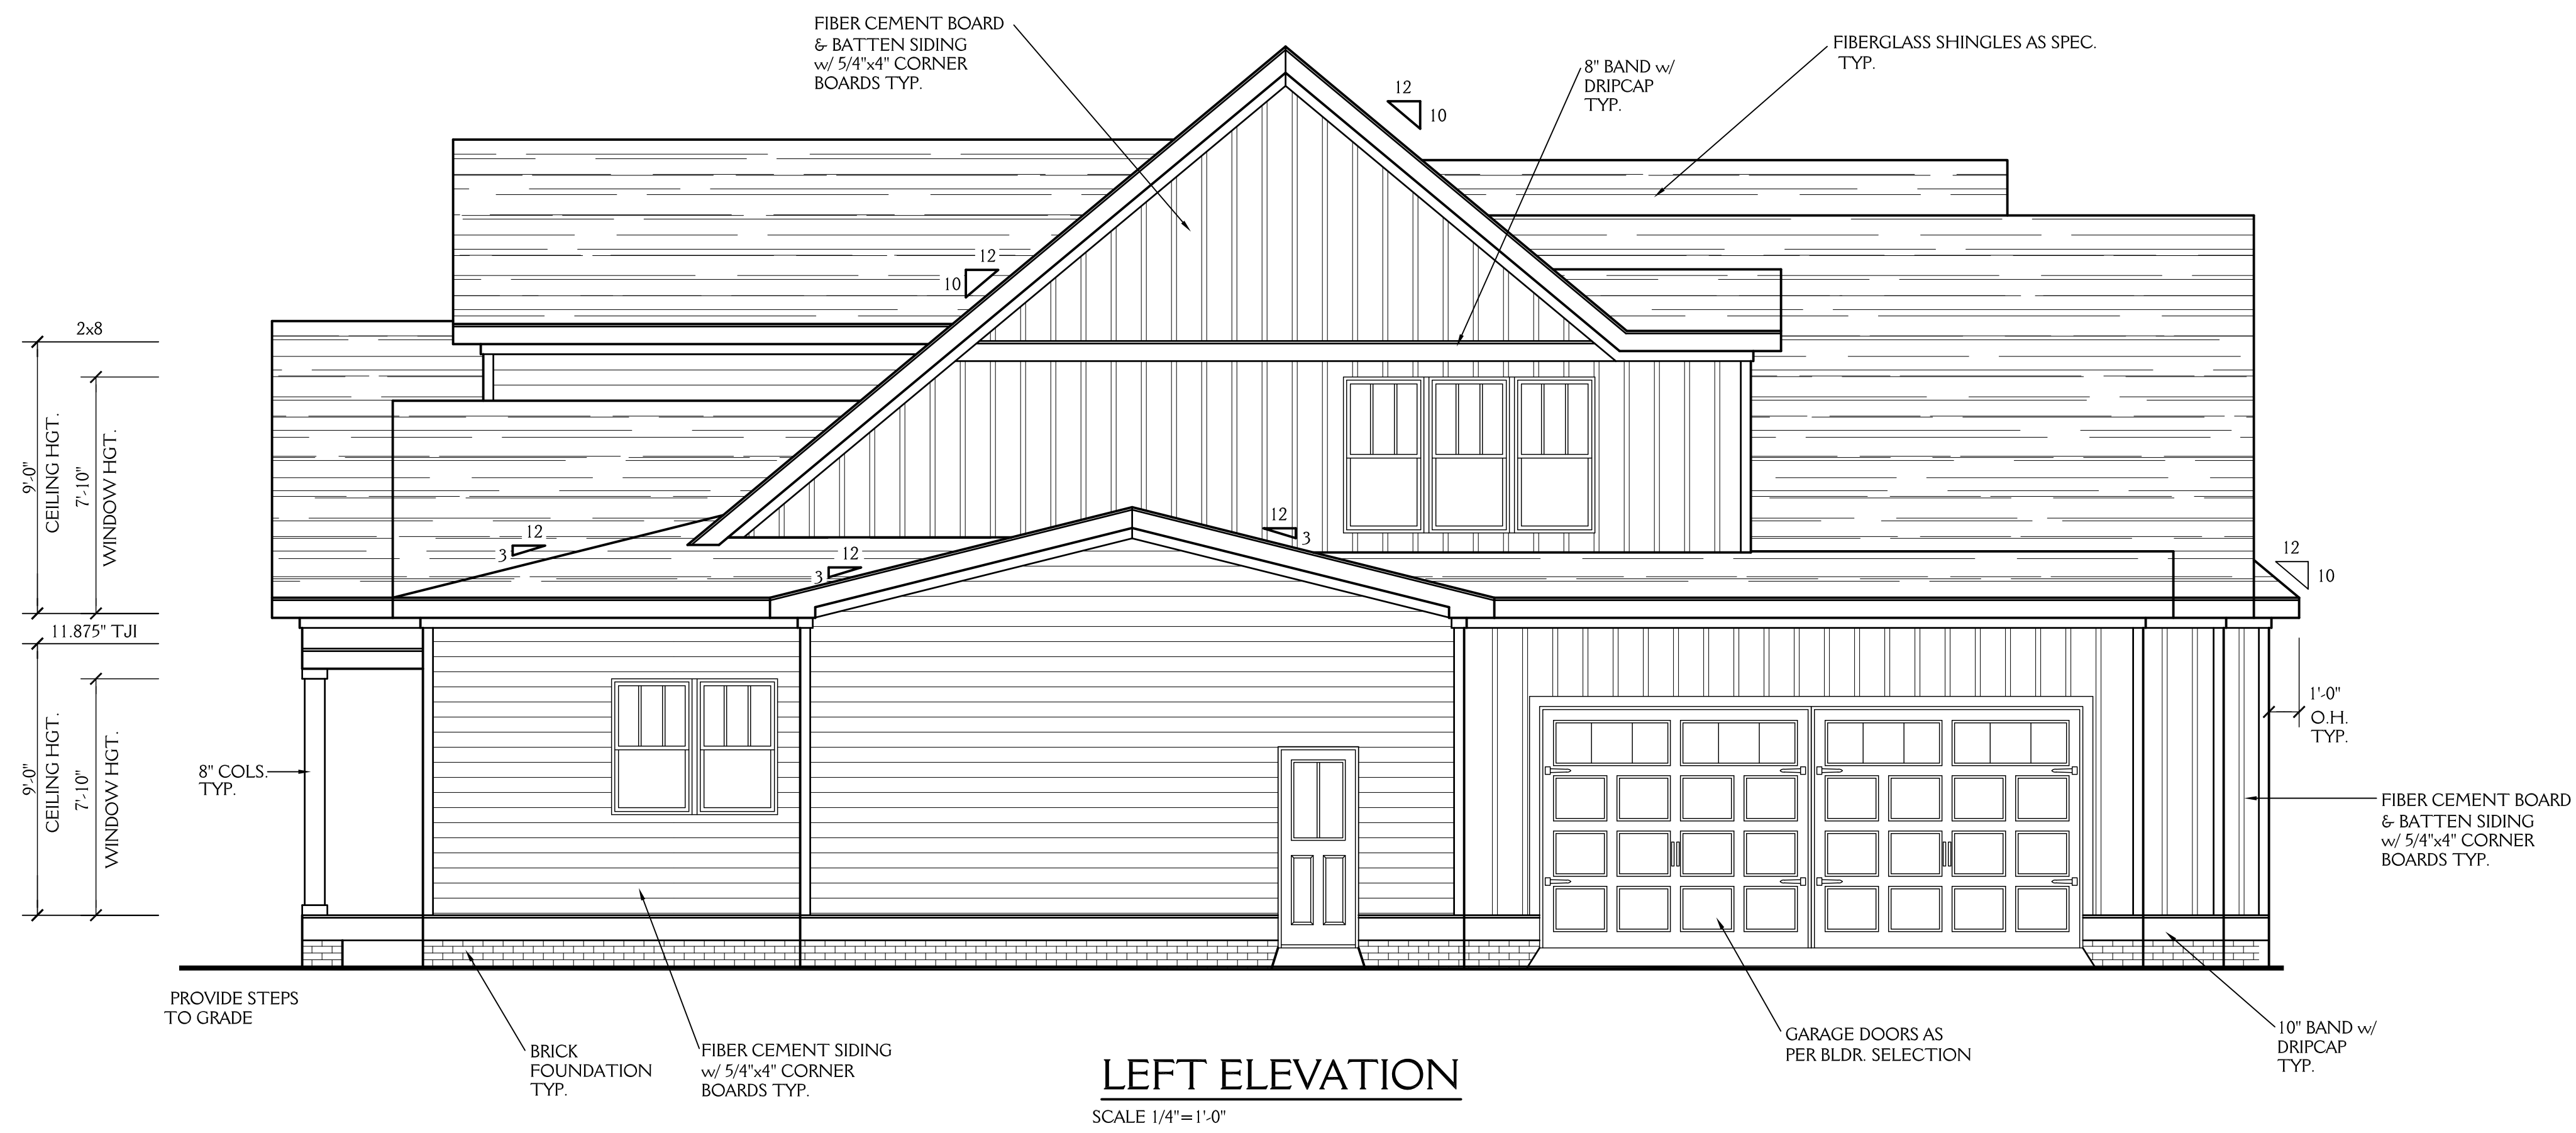 FIBER CEMENT BOARD
& BATTEN SIDING
w/ 5/4"x4" CORNER
BOARDS TYP.
8" BAND w/
DRIPCAP
TYP.
FIBERGLASS SHINGLES AS SPEC.
TYP.
12
10
12
10
2x8
9'-0"
CEILING HGT.
7'-10"
WINDOW HGT.
12
3
12
3
12
3
12
10
11.875" TJI
9'-0"
CEILING HGT.
7'-10"
WINDOW HGT.
8" COLS.
TYP.
1'-0"
O.H.
TYP.
FIBER CEMENT BOARD
& BATTEN SIDING
w/ 5/4"x4" CORNER
BOARDS TYP.
PROVIDE STEPS
TO GRADE
BRICK
FOUNDATION
TYP.
FIBER CEMENT SIDING
w/ 5/4"x4" CORNER
BOARDS TYP.
GARAGE DOORS AS
PER BLDR. SELECTION
10" BAND w/
DRIPCAP
TYP.
LEFT ELEVATION
SCALE 1/4"=1'-0"